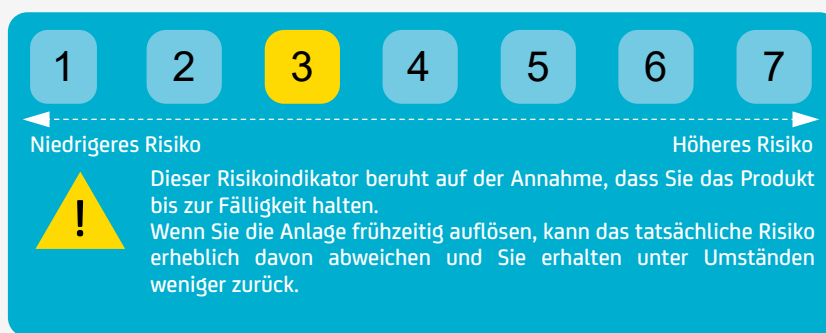 1 2 3 4 5 6 7
Niedrigeres Risiko Höheres Risiko
Dieser Risikoindikator beruht auf der Annahme, dass Sie das Produkt
bis zur Fälligkeit halten.
Wenn Sie die Anlage frühzeitig auflösen, kann das tatsächliche Risiko
erheblich davon abweichen und Sie erhalten unter Umständen
weniger zurück.
!